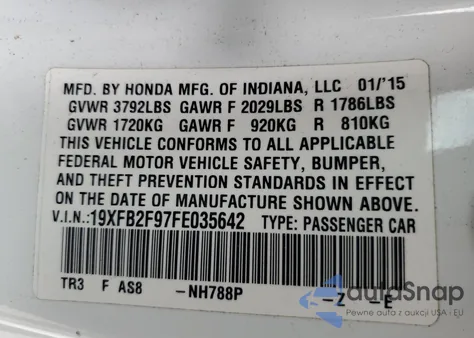 MFD. BY HONDA MFG. OF INDIANA, LLC 01/'15
GVWR 3792LBS GAWR F 2029LBS R 1786LBS
GVWR 1720KG GAWR F 920KG R 810KG
THIS VEHICLE CONFORMS TO ALL APPLICABLE
FEDERAL MOTOR VEHICLE SAFETY, BUMPER,
AND THEFT PREVENTION STANDARDS IN EFFECT
ON THE DATE OF MANUFACTURE SHOWN ABOVE.
V.I.N.:19XFB2F97FE035642 TYPE: PASSENGER CAR
TR3 F AS8 -NH788P -Z -E
autoSnap
Pewne auta z aukcji USA i EU